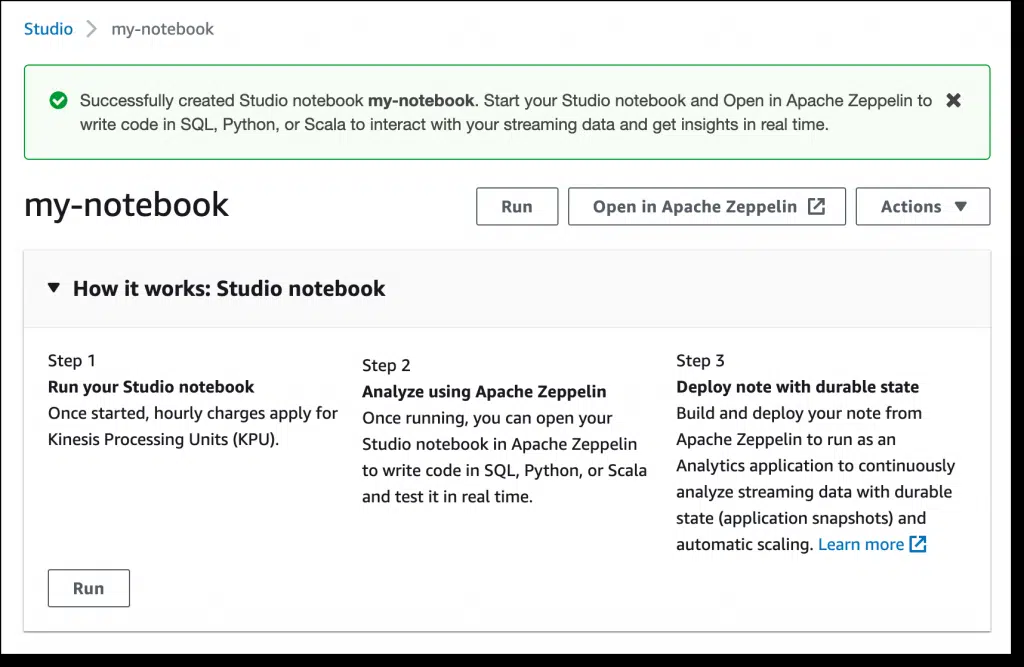 Studio
my-notebook
Successfully created Studio notebook my-notebook. Start your Studio notebook and Open in Apache Zeppelin to
write code in SQL, Python, or Scala to interact with your streaming data and get insights in real time.
my-notebook
Run
Open in Apache Zeppelin
Actions
How it works: Studio notebook
Step 1
Run your Studio notebook
Once started, hourly charges apply for
Kinesis Processing Units (KPU).
Run
Step 2
Analyze using Apache Zeppelin
Once running, you can open your
Studio notebook in Apache Zeppelin
to write code in SQL, Python, or Scala
and test it in real time.
Step 3
Deploy note with durable state
Build and deploy your note from
Apache Zeppelin to run as an
Analytics application to continuously
analyze streaming data with durable
state (application snapshots) and
automatic scaling. Learn more